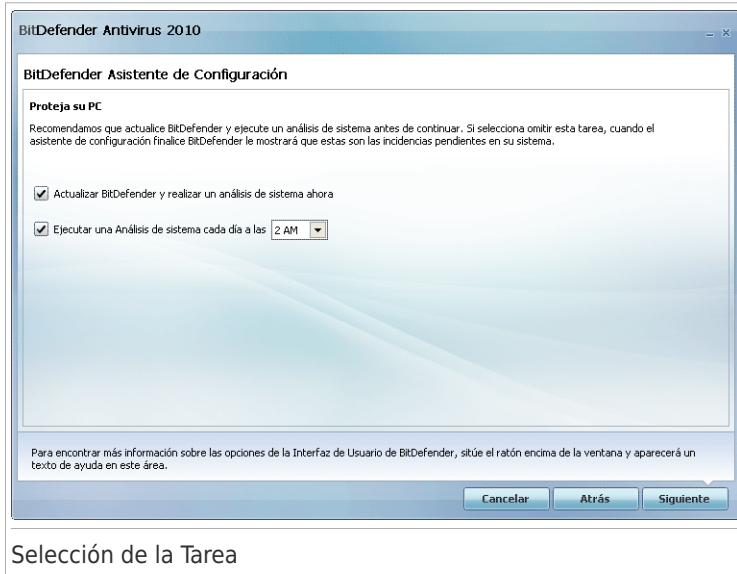 BitDefender Antivirus 2010
BitDefender Asistente de Configuración
Proteja su PC
Recomendamos que actualice BitDefender y ejecute un análisis de sistema antes de continuar. Si selecciona omitir esta tarea, cuando el
asistente de configuración finalice BitDefender le mostrará que estas son las incidencias pendientes en su sistema.
Actualizar BitDefender y realizar un análisis de sistema ahora
Ejecutar una Análisis de sistema cada día a las 2 AM
Para encontrar más información sobre las opciones de la Interfaz de Usuario de BitDefender, sitúe el ratón encima de la ventana y aparecerá un
texto de ayuda en este área.
Cancelar Atrás Siguiente
Selección de la Tarea